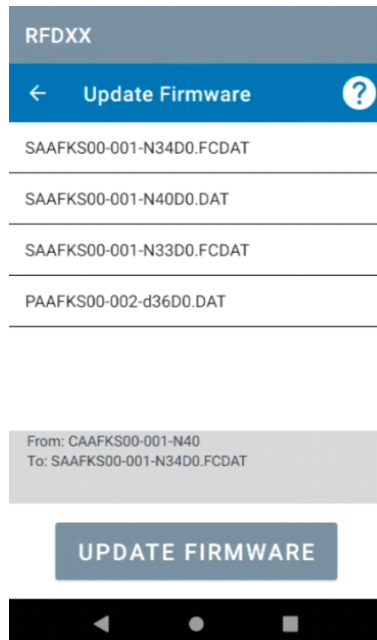 RFDXX
Update Firmware
?
SAAFKS00-001-N34D0.FCDAT
SAAFKS00-001-N40D0.DAT
SAAFKS00-001-N33D0.FCDAT
PAAFKS00-002-d36D0.DAT
From: CAAFKS00-001-N40
To: SAAFKS00-001-N34D0.FCDAT
UPDATE FIRMWARE